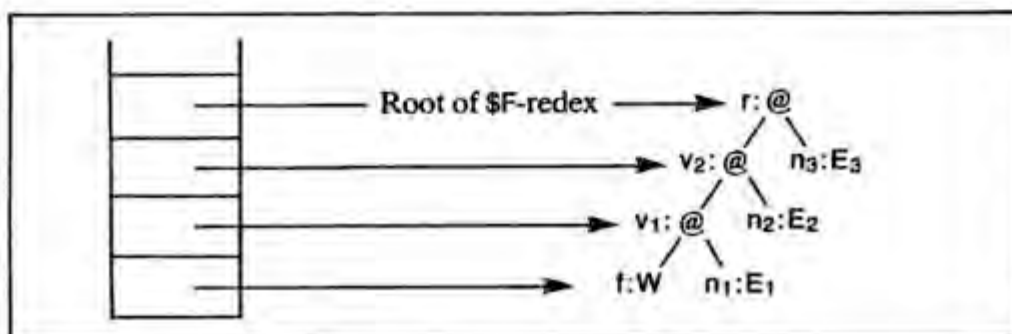 Root of $F-redex r: @
v₂: @ n₃:E₃
v₁: @ n₂:E₂
f:W n₁:E₁